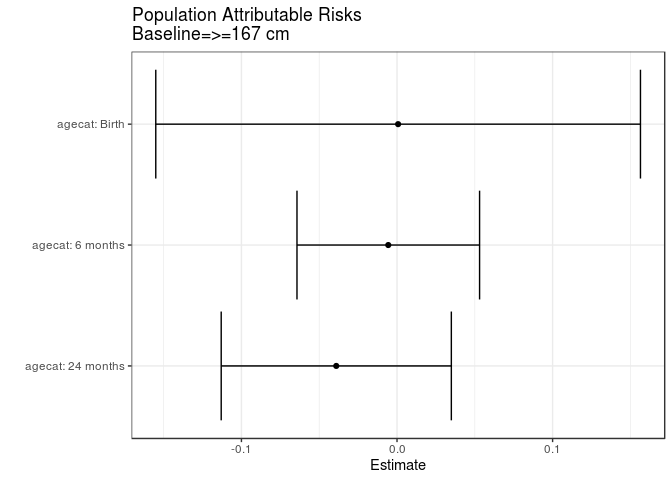 Population Attributable Risks
Baseline=>=167 cm
agecat: Birth
agecat: 6 months
agecat: 24 months
-0.1
0.0
0.1
Estimate